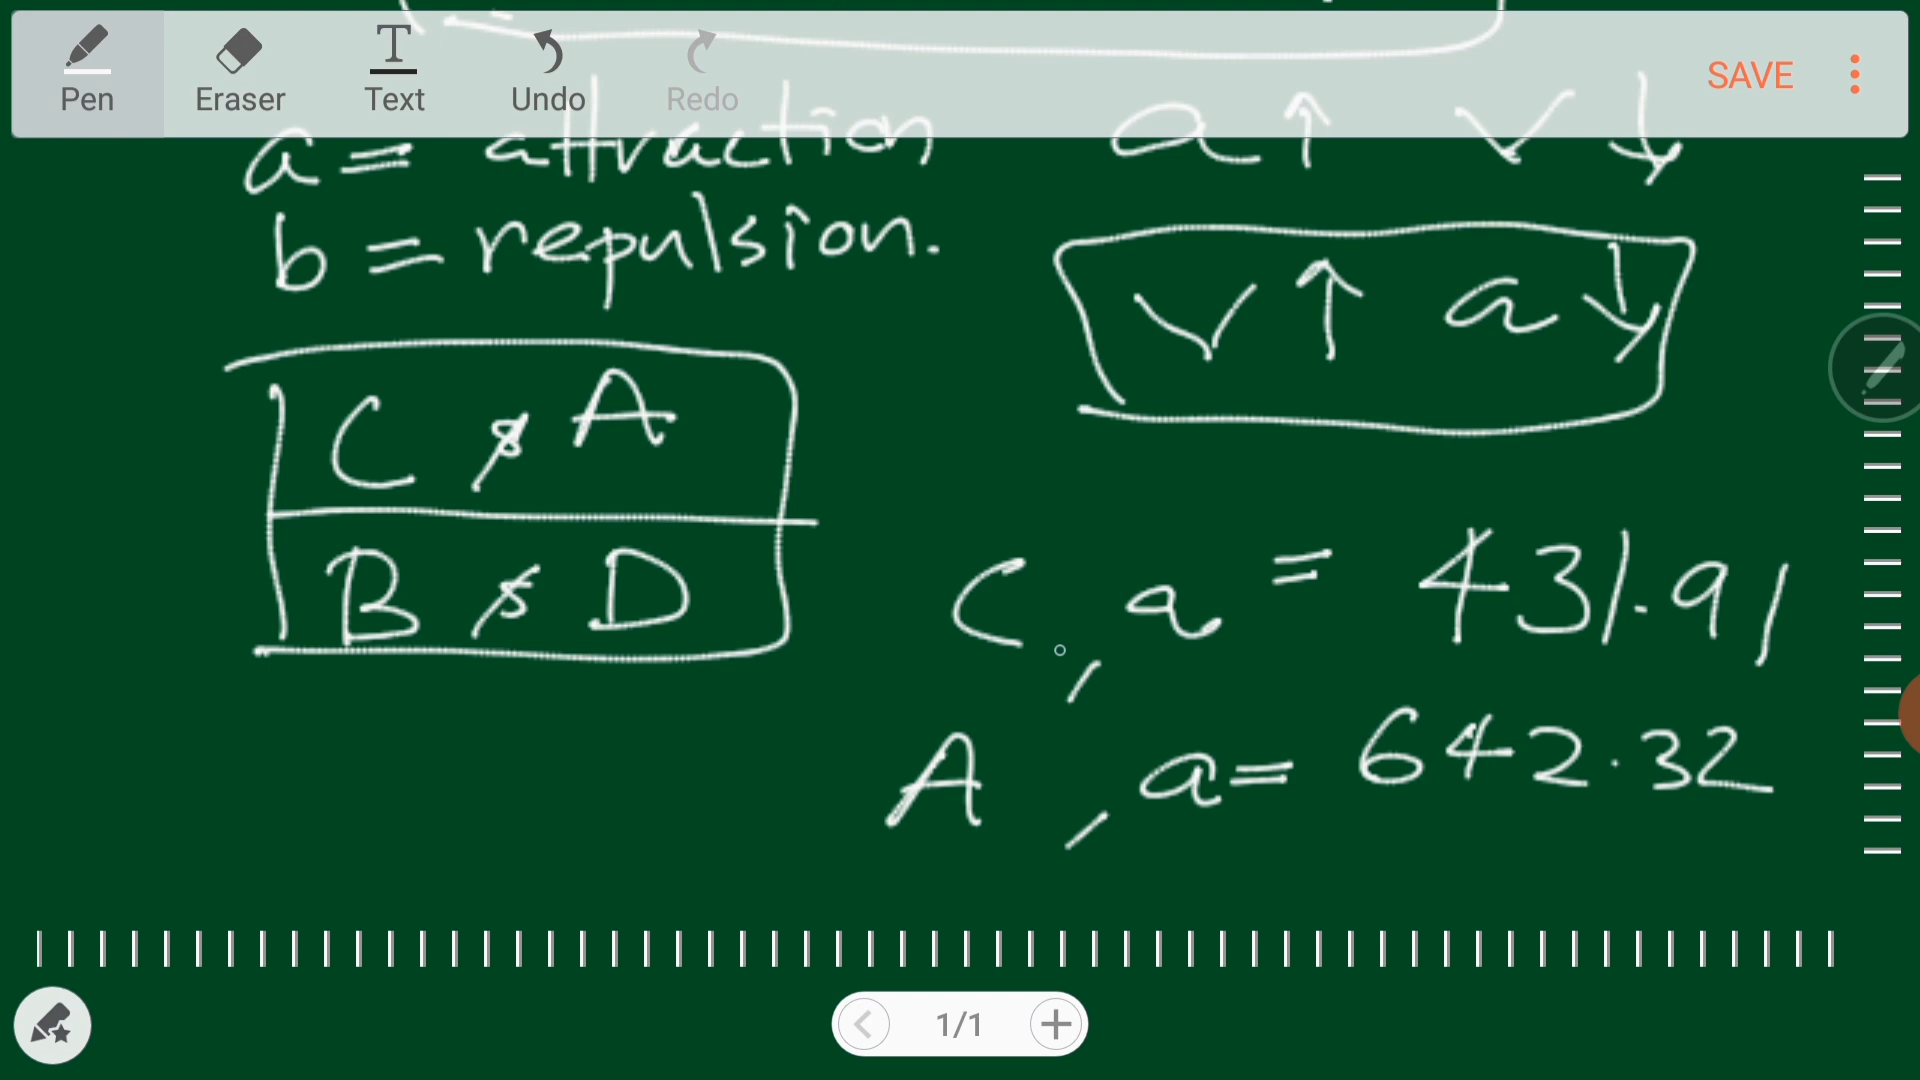 Pen Eraser Text Undo Redo SAVE
a = attraction a ↑ v ↓
b = repulsion.
v ↑ a ↓
C & A
B & D
C, a = 431.91
A, a = 642.32
1/1